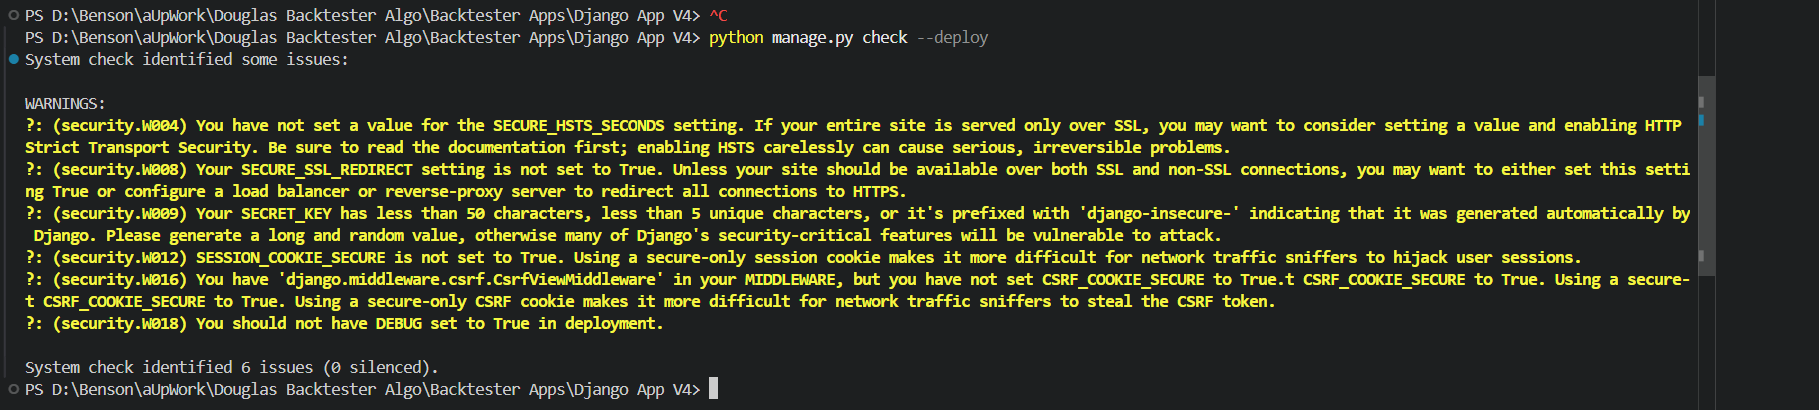 PS D:\Benson\aUpWork\Douglas Backtester Algo\Backtester Apps\Django App V4> ^C
PS D:\Benson\aUpWork\Douglas Backtester Algo\Backtester Apps\Django App V4> python manage.py check --deploy
System check identified some issues:

WARNINGS:
?: (security.W004) You have not set a value for the SECURE_HSTS_SECONDS setting. If your entire site is served only over SSL, you may want to consider setting a value and enabling HTTP
Strict Transport Security. Be sure to read the documentation first; enabling HSTS carelessly can cause serious, irreversible problems.
?: (security.W008) Your SECURE_SSL_REDIRECT setting is not set to True. Unless your site should be available over both SSL and non-SSL connections, you may want to either set this setti
ng True or configure a load balancer or reverse-proxy server to redirect all connections to HTTPS.
?: (security.W009) Your SECRET_KEY has less than 50 characters, less than 5 unique characters, or it's prefixed with 'django-insecure-' indicating that it was generated automatically by
 Django. Please generate a long and random value, otherwise many of Django's security-critical features will be vulnerable to attack.
?: (security.W012) SESSION_COOKIE_SECURE is not set to True. Using a secure-only session cookie makes it more difficult for network traffic sniffers to hijack user sessions.
?: (security.W016) You have 'django.middleware.csrf.CsrfViewMiddleware' in your MIDDLEWARE, but you have not set CSRF_COOKIE_SECURE to True.t CSRF_COOKIE_SECURE to True. Using a secure-
t CSRF_COOKIE_SECURE to True. Using a secure-only CSRF cookie makes it more difficult for network traffic sniffers to steal the CSRF token.
?: (security.W018) You should not have DEBUG set to True in deployment.

System check identified 6 issues (0 silenced).
PS D:\Benson\aUpWork\Douglas Backtester Algo\Backtester Apps\Django App V4>